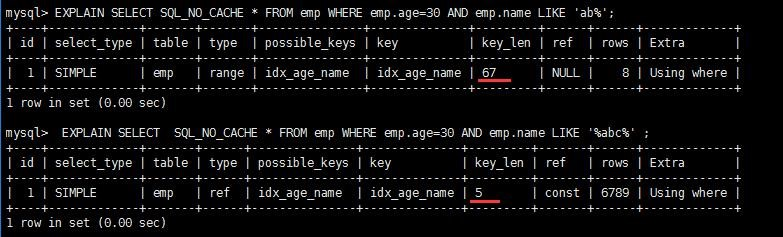 mysql> EXPLAIN SELECT SQL_NO_CACHE * FROM emp WHERE emp.age=30 AND emp.name LIKE 'ab%';
+----+-------------+-------+-------+---------------+--------------+---------+------+------+-------------+
| id | select_type | table | type | possible_keys | key | key_len | ref | rows | Extra |
+----+-------------+-------+-------+---------------+--------------+---------+------+------+-------------+
| 1 | SIMPLE | emp | range | idx_age_name | idx_age_name | 67 | NULL | 8 | Using where |
+----+-------------+-------+-------+---------------+--------------+---------+------+------+-------------+
1 row in set (0.00 sec)
mysql> EXPLAIN SELECT SQL_NO_CACHE * FROM emp WHERE emp.age=30 AND emp.name LIKE '%abc%' ;
+----+-------------+-------+------+---------------+--------------+---------+-------+------+-------------+
| id | select_type | table | type | possible_keys | key | key_len | ref | rows | Extra |
+----+-------------+-------+------+---------------+--------------+---------+-------+------+-------------+
| 1 | SIMPLE | emp | ref | idx_age_name | idx_age_name | 5 | const | 6789 | Using where |
+----+-------------+-------+------+---------------+--------------+---------+-------+------+-------------+
1 row in set (0.00 sec)